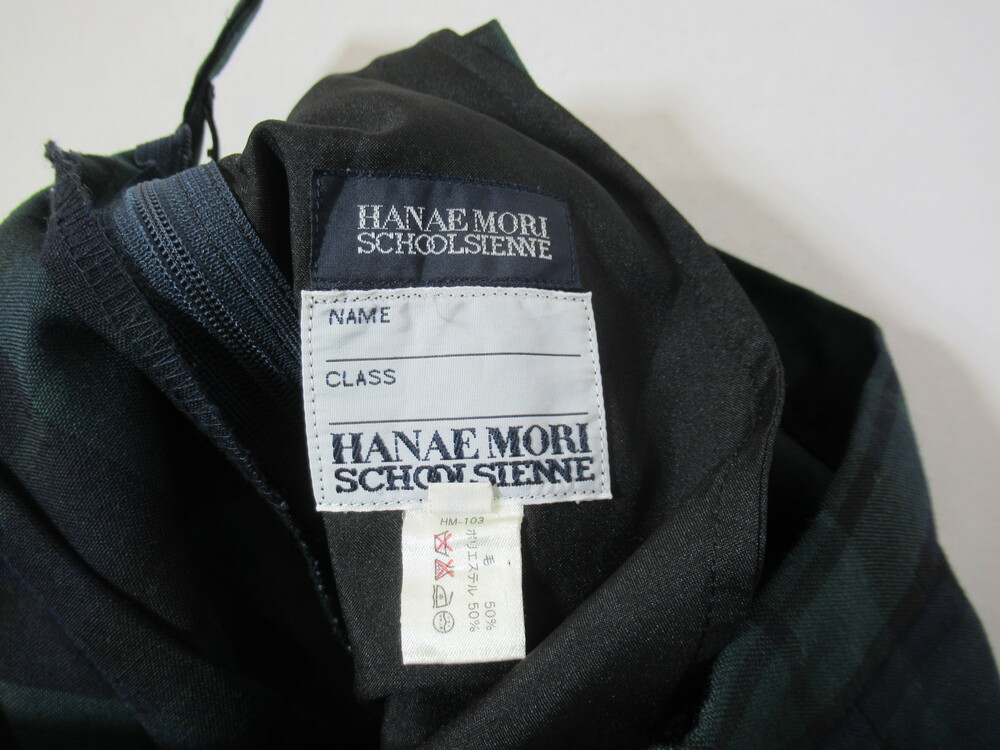 HANAE MORI
SCHOOLSIENNE
NAME
CLASS
HANAE MORI
SCHOOLSIENNE
HM-103
毛 50%
ポリエステル 50%